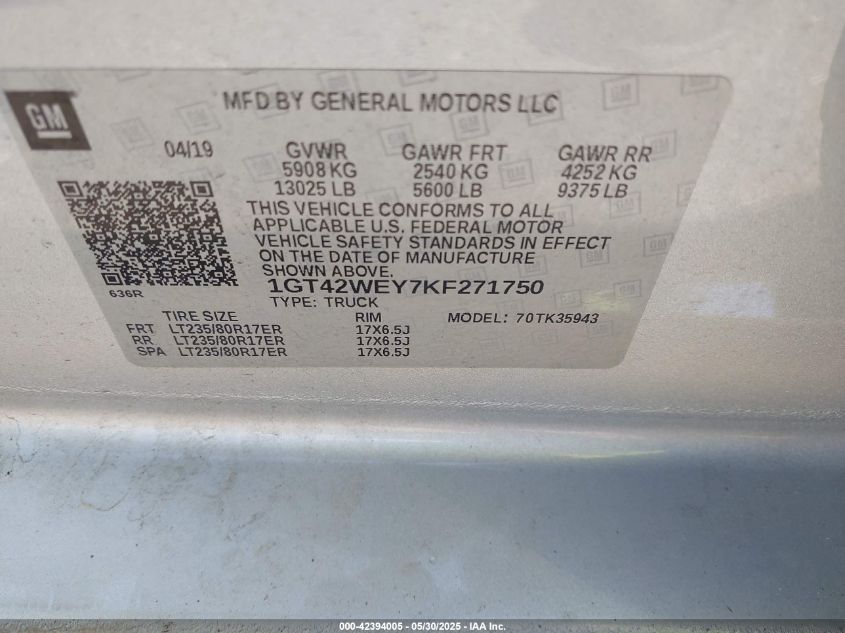 GM
MFD BY GENERAL MOTORS LLC
04/19 GVWR GAWR FRT GAWR RR
5908 KG 2540 KG 4252 KG
13025 LB 5600 LB 9375 LB
THIS VEHICLE CONFORMS TO ALL
APPLICABLE U.S. FEDERAL MOTOR
VEHICLE SAFETY STANDARDS IN EFFECT
ON THE DATE OF MANUFACTURE
SHOWN ABOVE.
636R
1GT42WEY7KF271750
TYPE: TRUCK
TIRE SIZE RIM MODEL: 70TK35943
FRT LT235/80R17ER 17X6.5J
RR LT235/80R17ER 17X6.5J
SPA LT235/80R17ER 17X6.5J
000-42394005 - 05/30/2025 - IAA Inc.